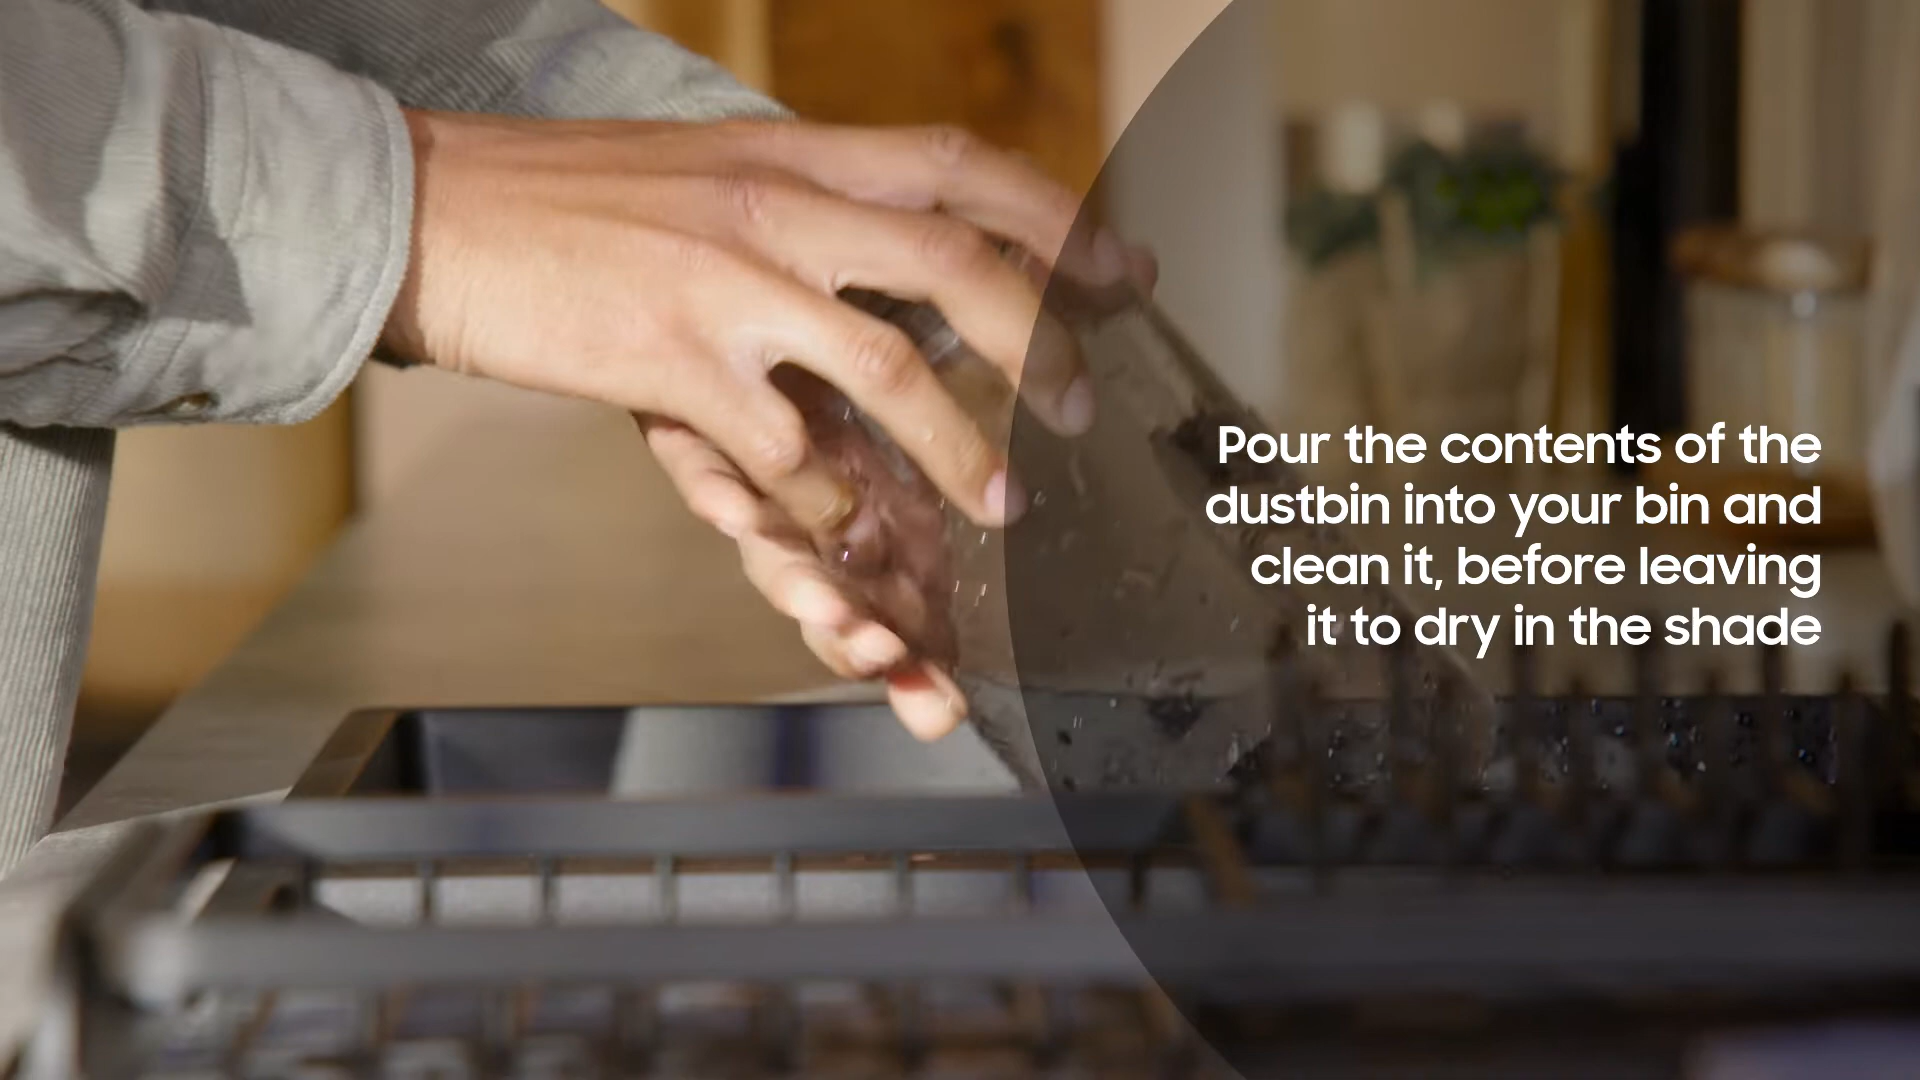 Pour the contents of the
dustbin into your bin and
clean it, before leaving
it to dry in the shade